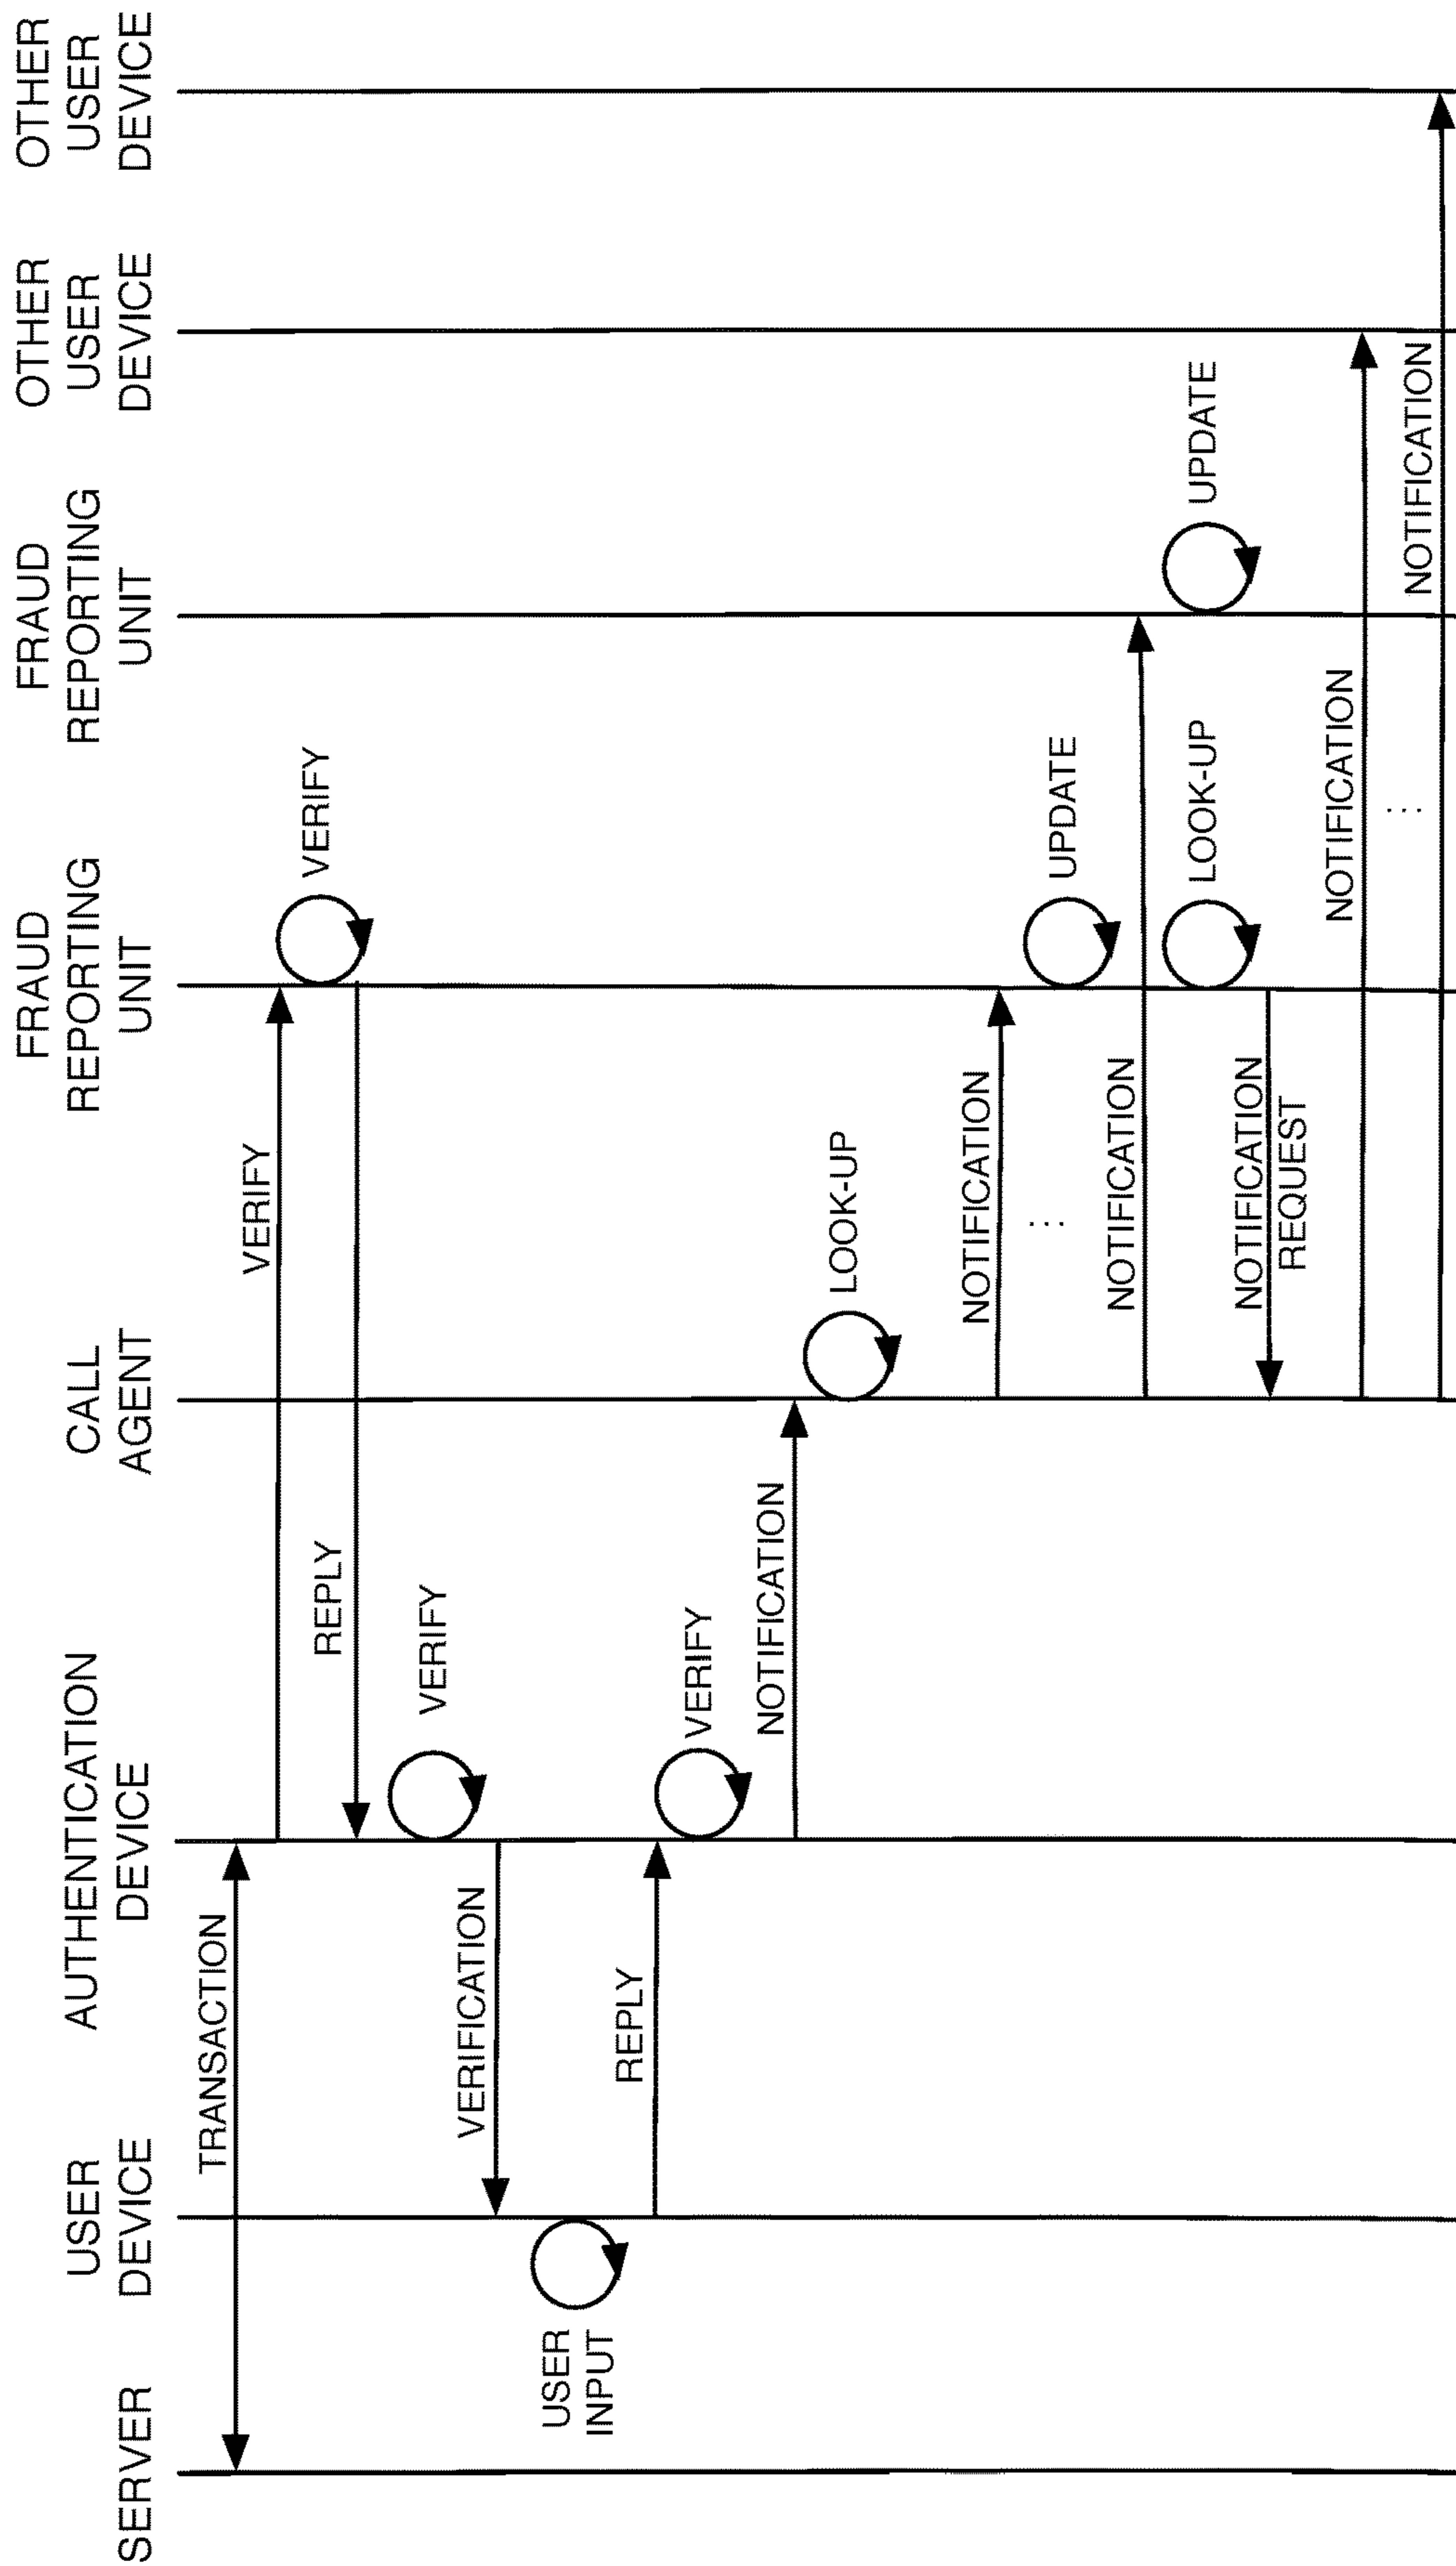 SERVER
USER
DEVICE
AUTHENTICATION
DEVICE
CALL
AGENT
FRAUD
REPORTING
UNIT
FRAUD
REPORTING
UNIT
OTHER
USER
DEVICE
OTHER
USER
DEVICE
TRANSACTION
VERIFY
VERIFY
REPLY
VERIFY
VERIFICATION
USER
INPUT
REPLY
VERIFY
NOTIFICATION
LOOK-UP
NOTIFICATION
...
UPDATE
NOTIFICATION
LOOK-UP
UPDATE
NOTIFICATION
REQUEST
NOTIFICATION
...
NOTIFICATION